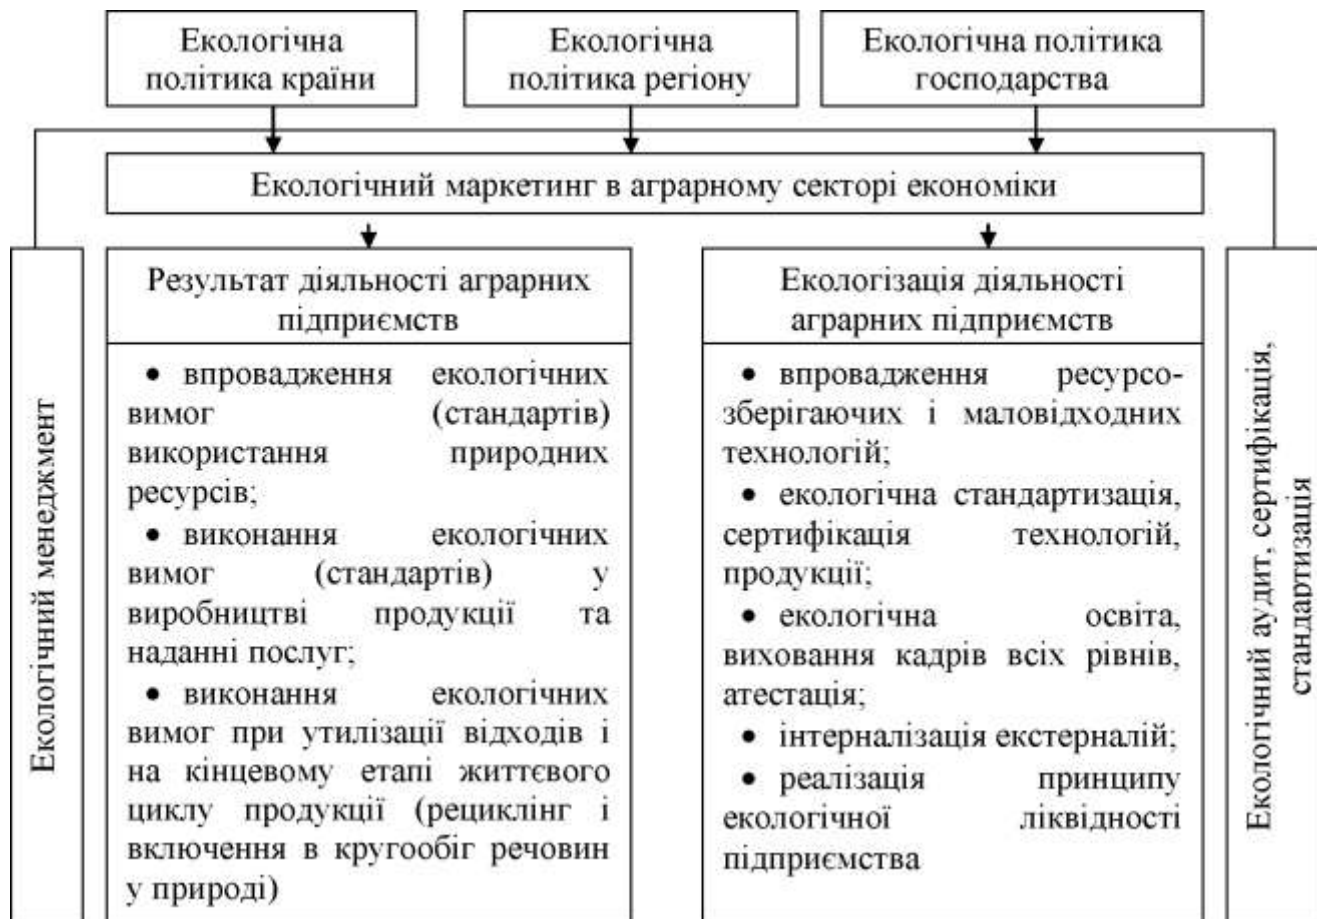 Екологічна
політика країни
Екологічна
політика регіону
Екологічна політика
господарства
Екологічний маркетинг в аграрному секторі економіки
Екологічний менеджмент
Результат діяльності аграрних
підприємств
• впровадження екологічних
вимог (стандартів)
використання природних
ресурсів;
• виконання екологічних
вимог (стандартів) у
виробництві продукції та
наданні послуг;
• виконання екологічних
вимог при утилізації відходів і
на кінцевому етапі життєвого
циклу продукції (рециклінг і
включення в кругообіг речовин
у природі)
Екологізація діяльності
аграрних підприємств
• впровадження ресурсо-
зберігаючих і маловідходних
технологій;
• екологічна стандартизація,
сертифікація технологій,
продукції;
• екологічна освіта,
виховання кадрів всіх рівнів,
атестація;
• інтерналізація екстерналій;
• реалізація принципу
екологічної ліквідності
підприємства
Екологічний аудит, сертифікація,
стандартизація